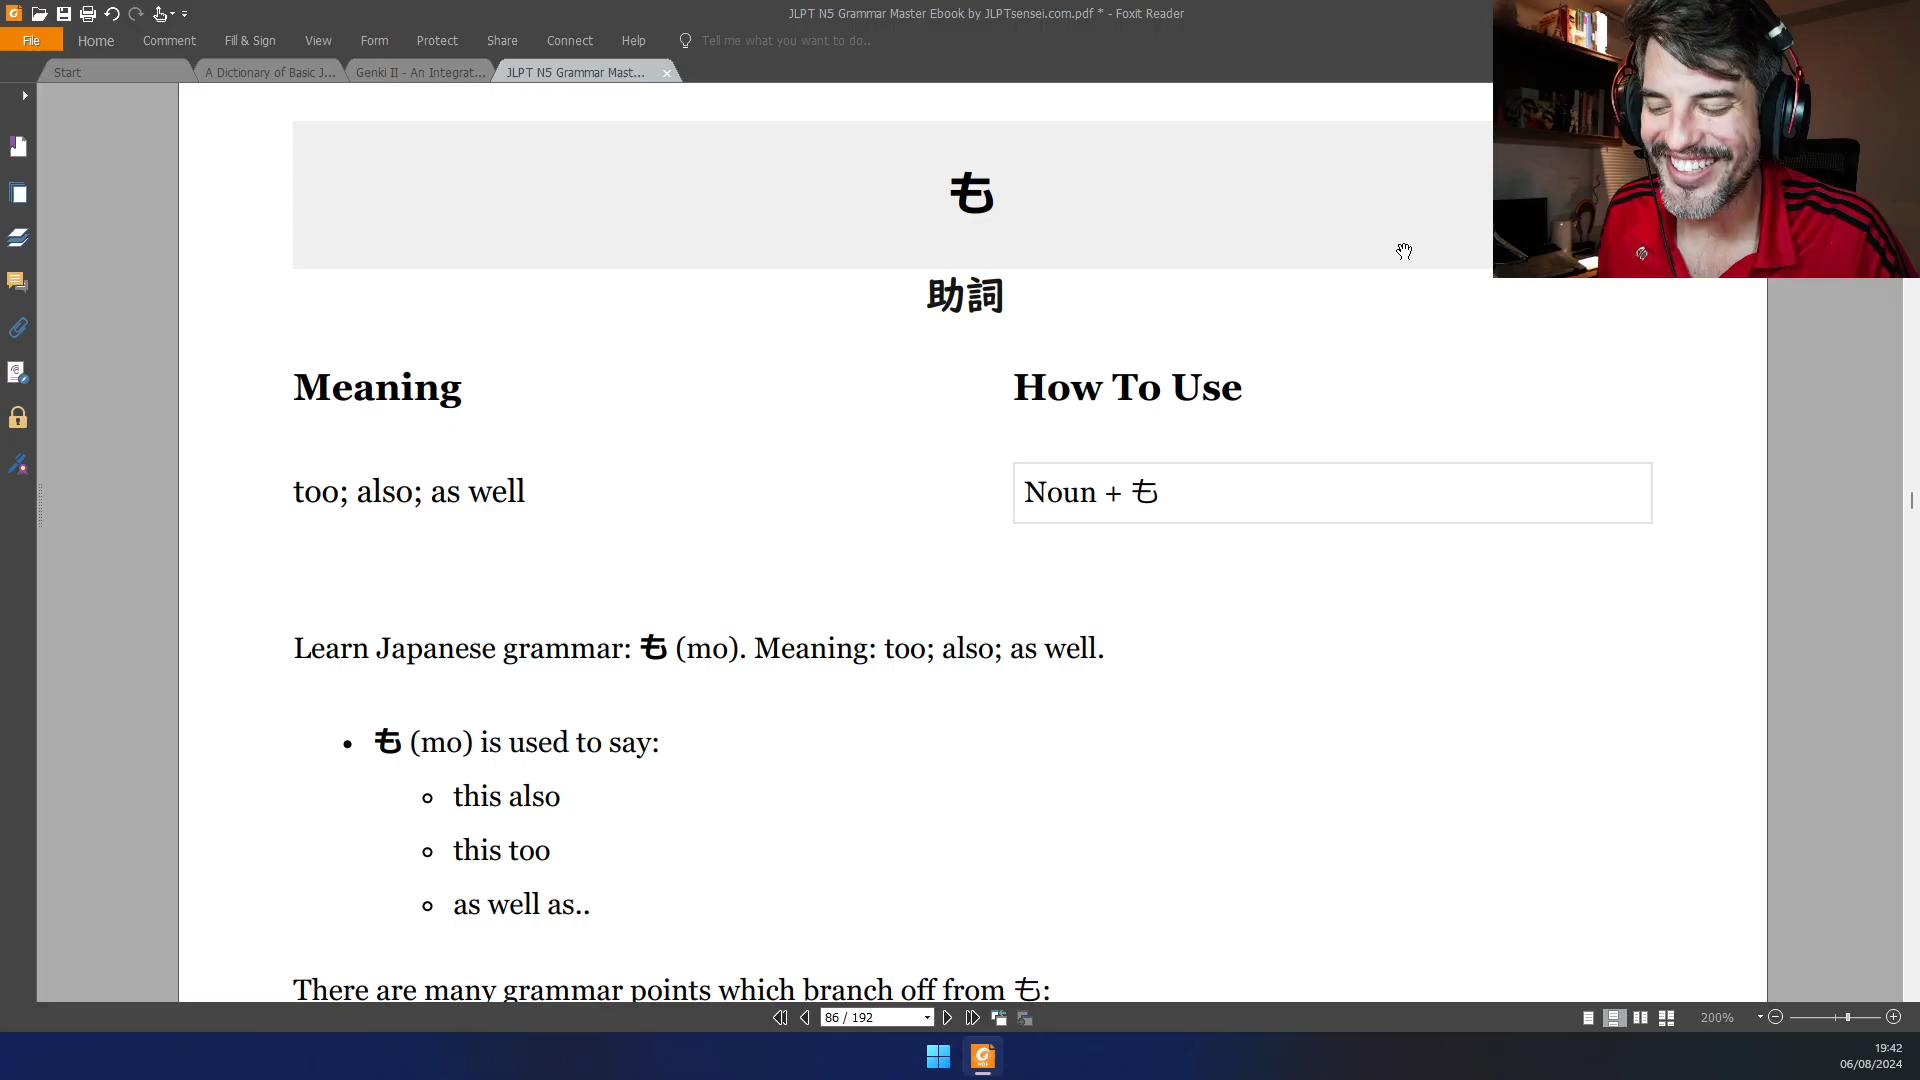 JLPT N5 Grammar Master Ebook by JLPTsensei.com.pdf * - Foxit Reader
File Home Comment Fill & Sign View Form Protect Share Connect Help Tell me what you want to do..
Start A Dictionary of Basic J... Genki II - An Integrat... JLPT N5 Grammar Mast...
も
助詞
Meaning
How To Use
too; also; as well
Noun + も
Learn Japanese grammar: も (mo). Meaning: too; also; as well.
• も (mo) is used to say:
this also
this too
as well as..
There are many grammar points which branch off from も:
86 / 192
200%
19:42
06/08/2024